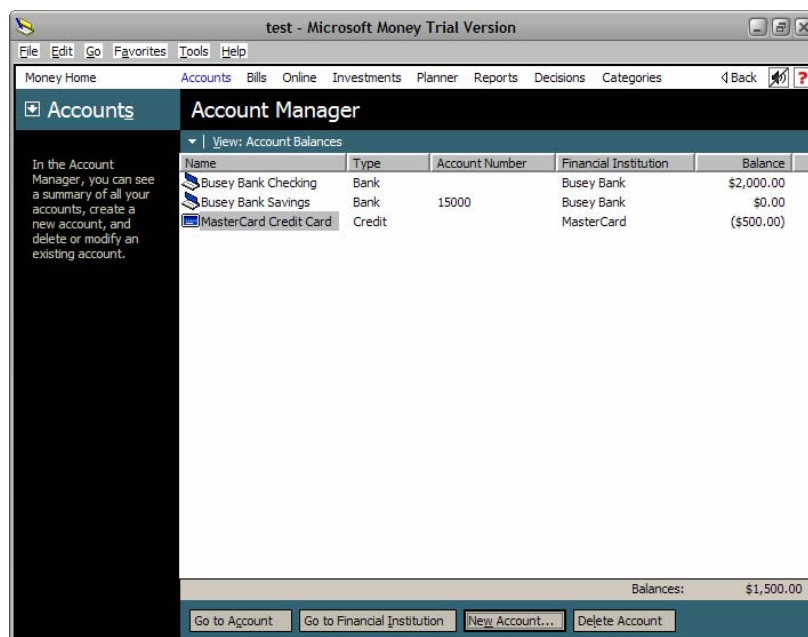 test - Microsoft Money Trial Version
File Edit Go Favorites Tools Help
Money Home Accounts Bills Online Investments Planner Reports Decisions Categories Back ?
Accounts Account Manager
View: Account Balances
In the Account
Manager, you can see
a summary of all your
accounts, create a
new account, and
delete or modify an
existing account.
Name Type Account Number Financial Institution Balance
Busey Bank Checking Bank Busey Bank $2,000.00
Busey Bank Savings Bank 15000 Busey Bank $0.00
MasterCard Credit Card Credit MasterCard ($500.00)
Balances: $1,500.00
Go to Account Go to Financial Institution New Account... Delete Account